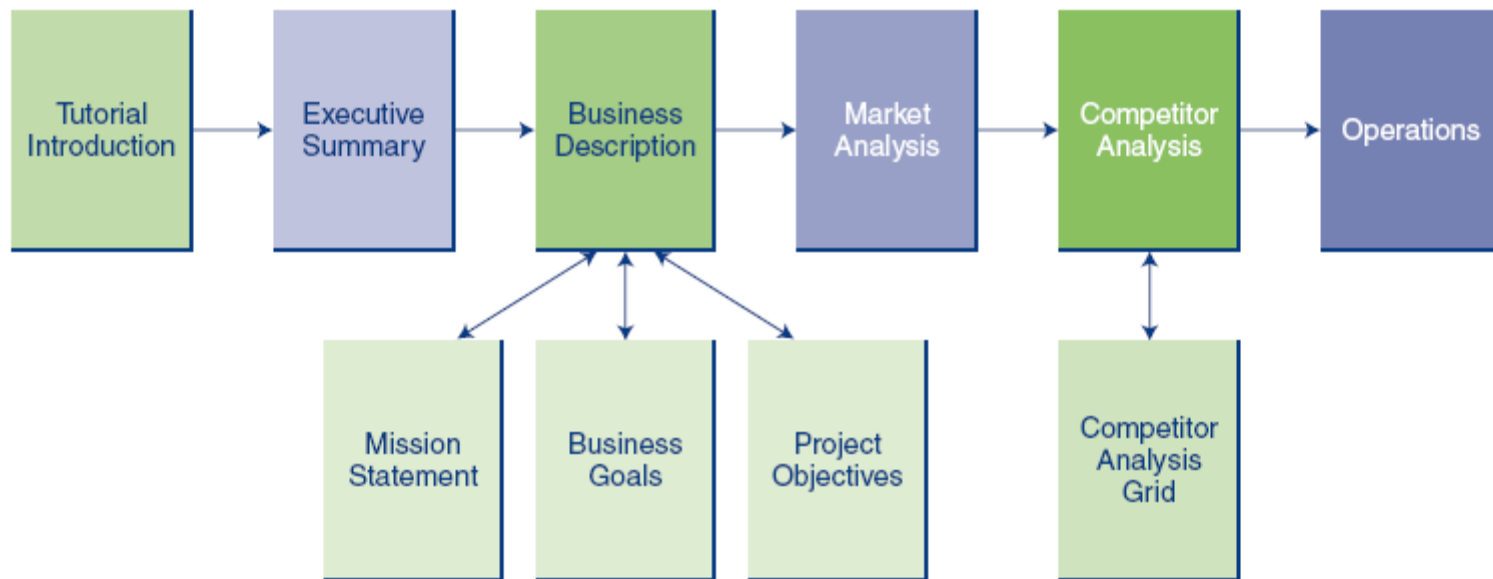 Tutorial
Introduction
Executive
Summary
Business
Description
Market
Analysis
Competitor
Analysis
Operations
Mission
Statement
Business
Goals
Project
Objectives
Competitor
Analysis
Grid